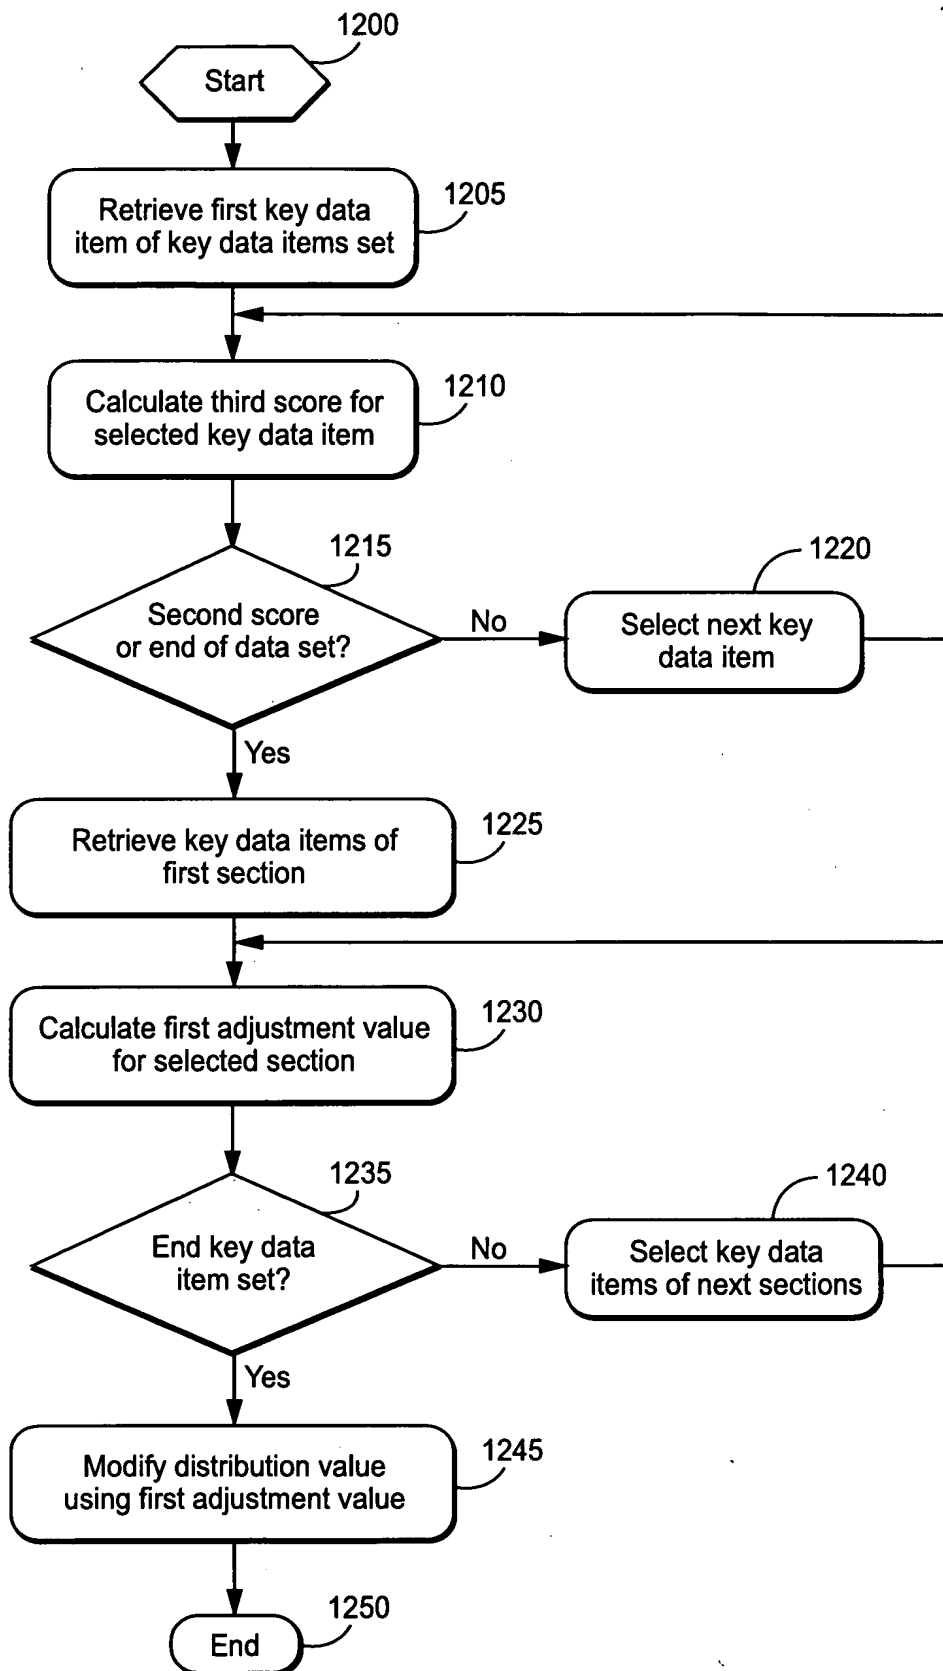 1200
Start
1205
Retrieve first key data
item of key data items set
1210
Calculate third score for
selected key data item
1215
Second score
or end of data set?
No
1220
Select next key
data item
Yes
1225
Retrieve key data items of
first section
1230
Calculate first adjustment value
for selected section
1235
End key data
item set?
No
1240
Select key data
items of next sections
Yes
1245
Modify distribution value
using first adjustment value
1250
End